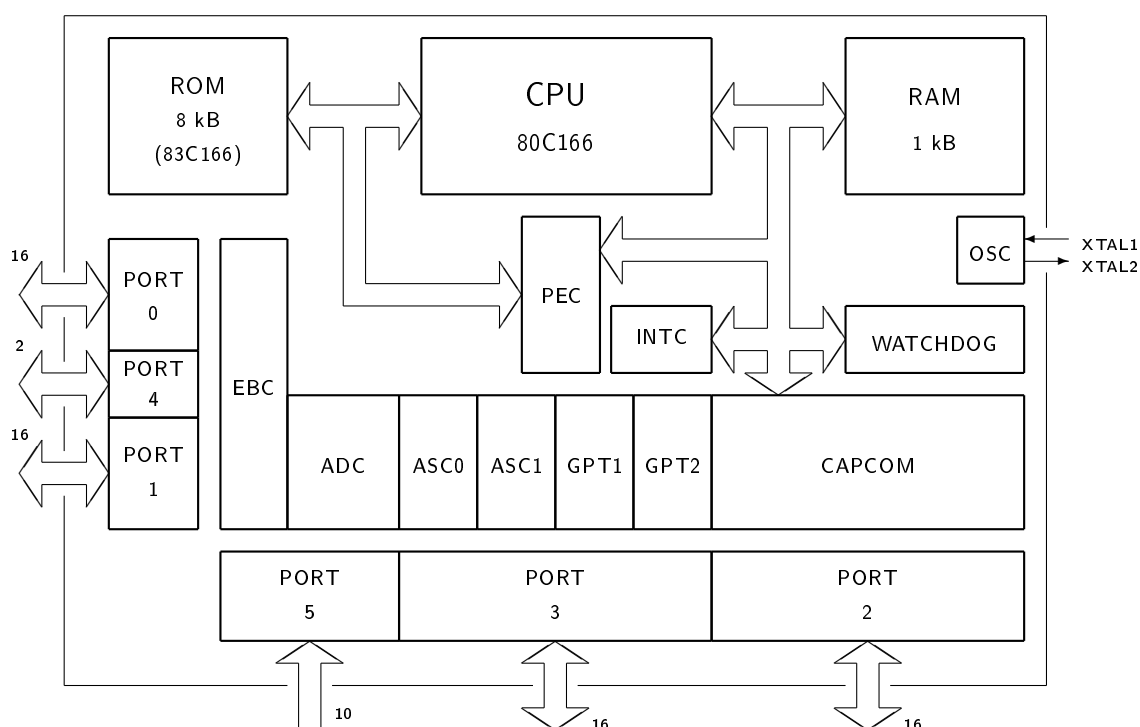 ROM
8 kB
(83C166)
CPU
80C166
RAM
1 kB
OSC
XTAL1
XTAL2
16
PORT
0
2
PORT
4
16
PORT
1
EBC
PEC
INTC
WATCHDOG
ADC
ASC0
ASC1
GPT1
GPT2
CAPCOM
PORT
5
PORT
3
PORT
2
10
16
16